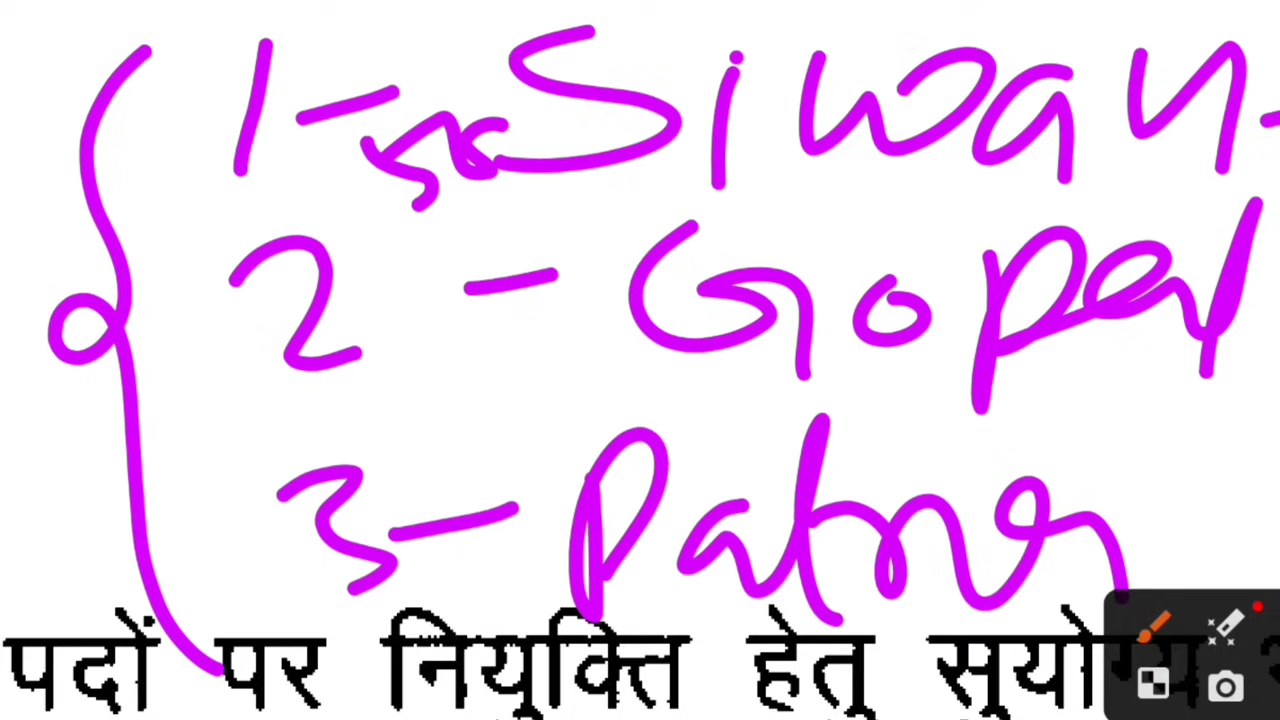 1- Siwan-
2 - Gopal
3- Patna
पदों पर नियुक्ति हेतु सुयोग्य